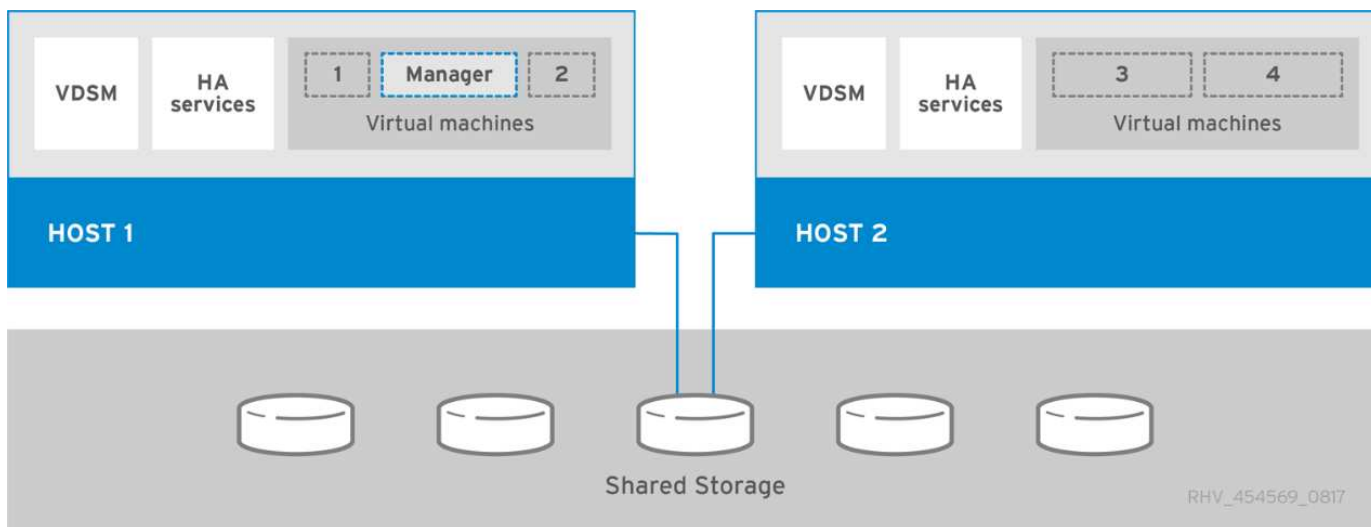 VDSM
HA
services
1
Manager
2
Virtual machines
HOST 1
VDSM
HA
services
3
4
Virtual machines
HOST 2
Shared Storage
RHV_454569_0817